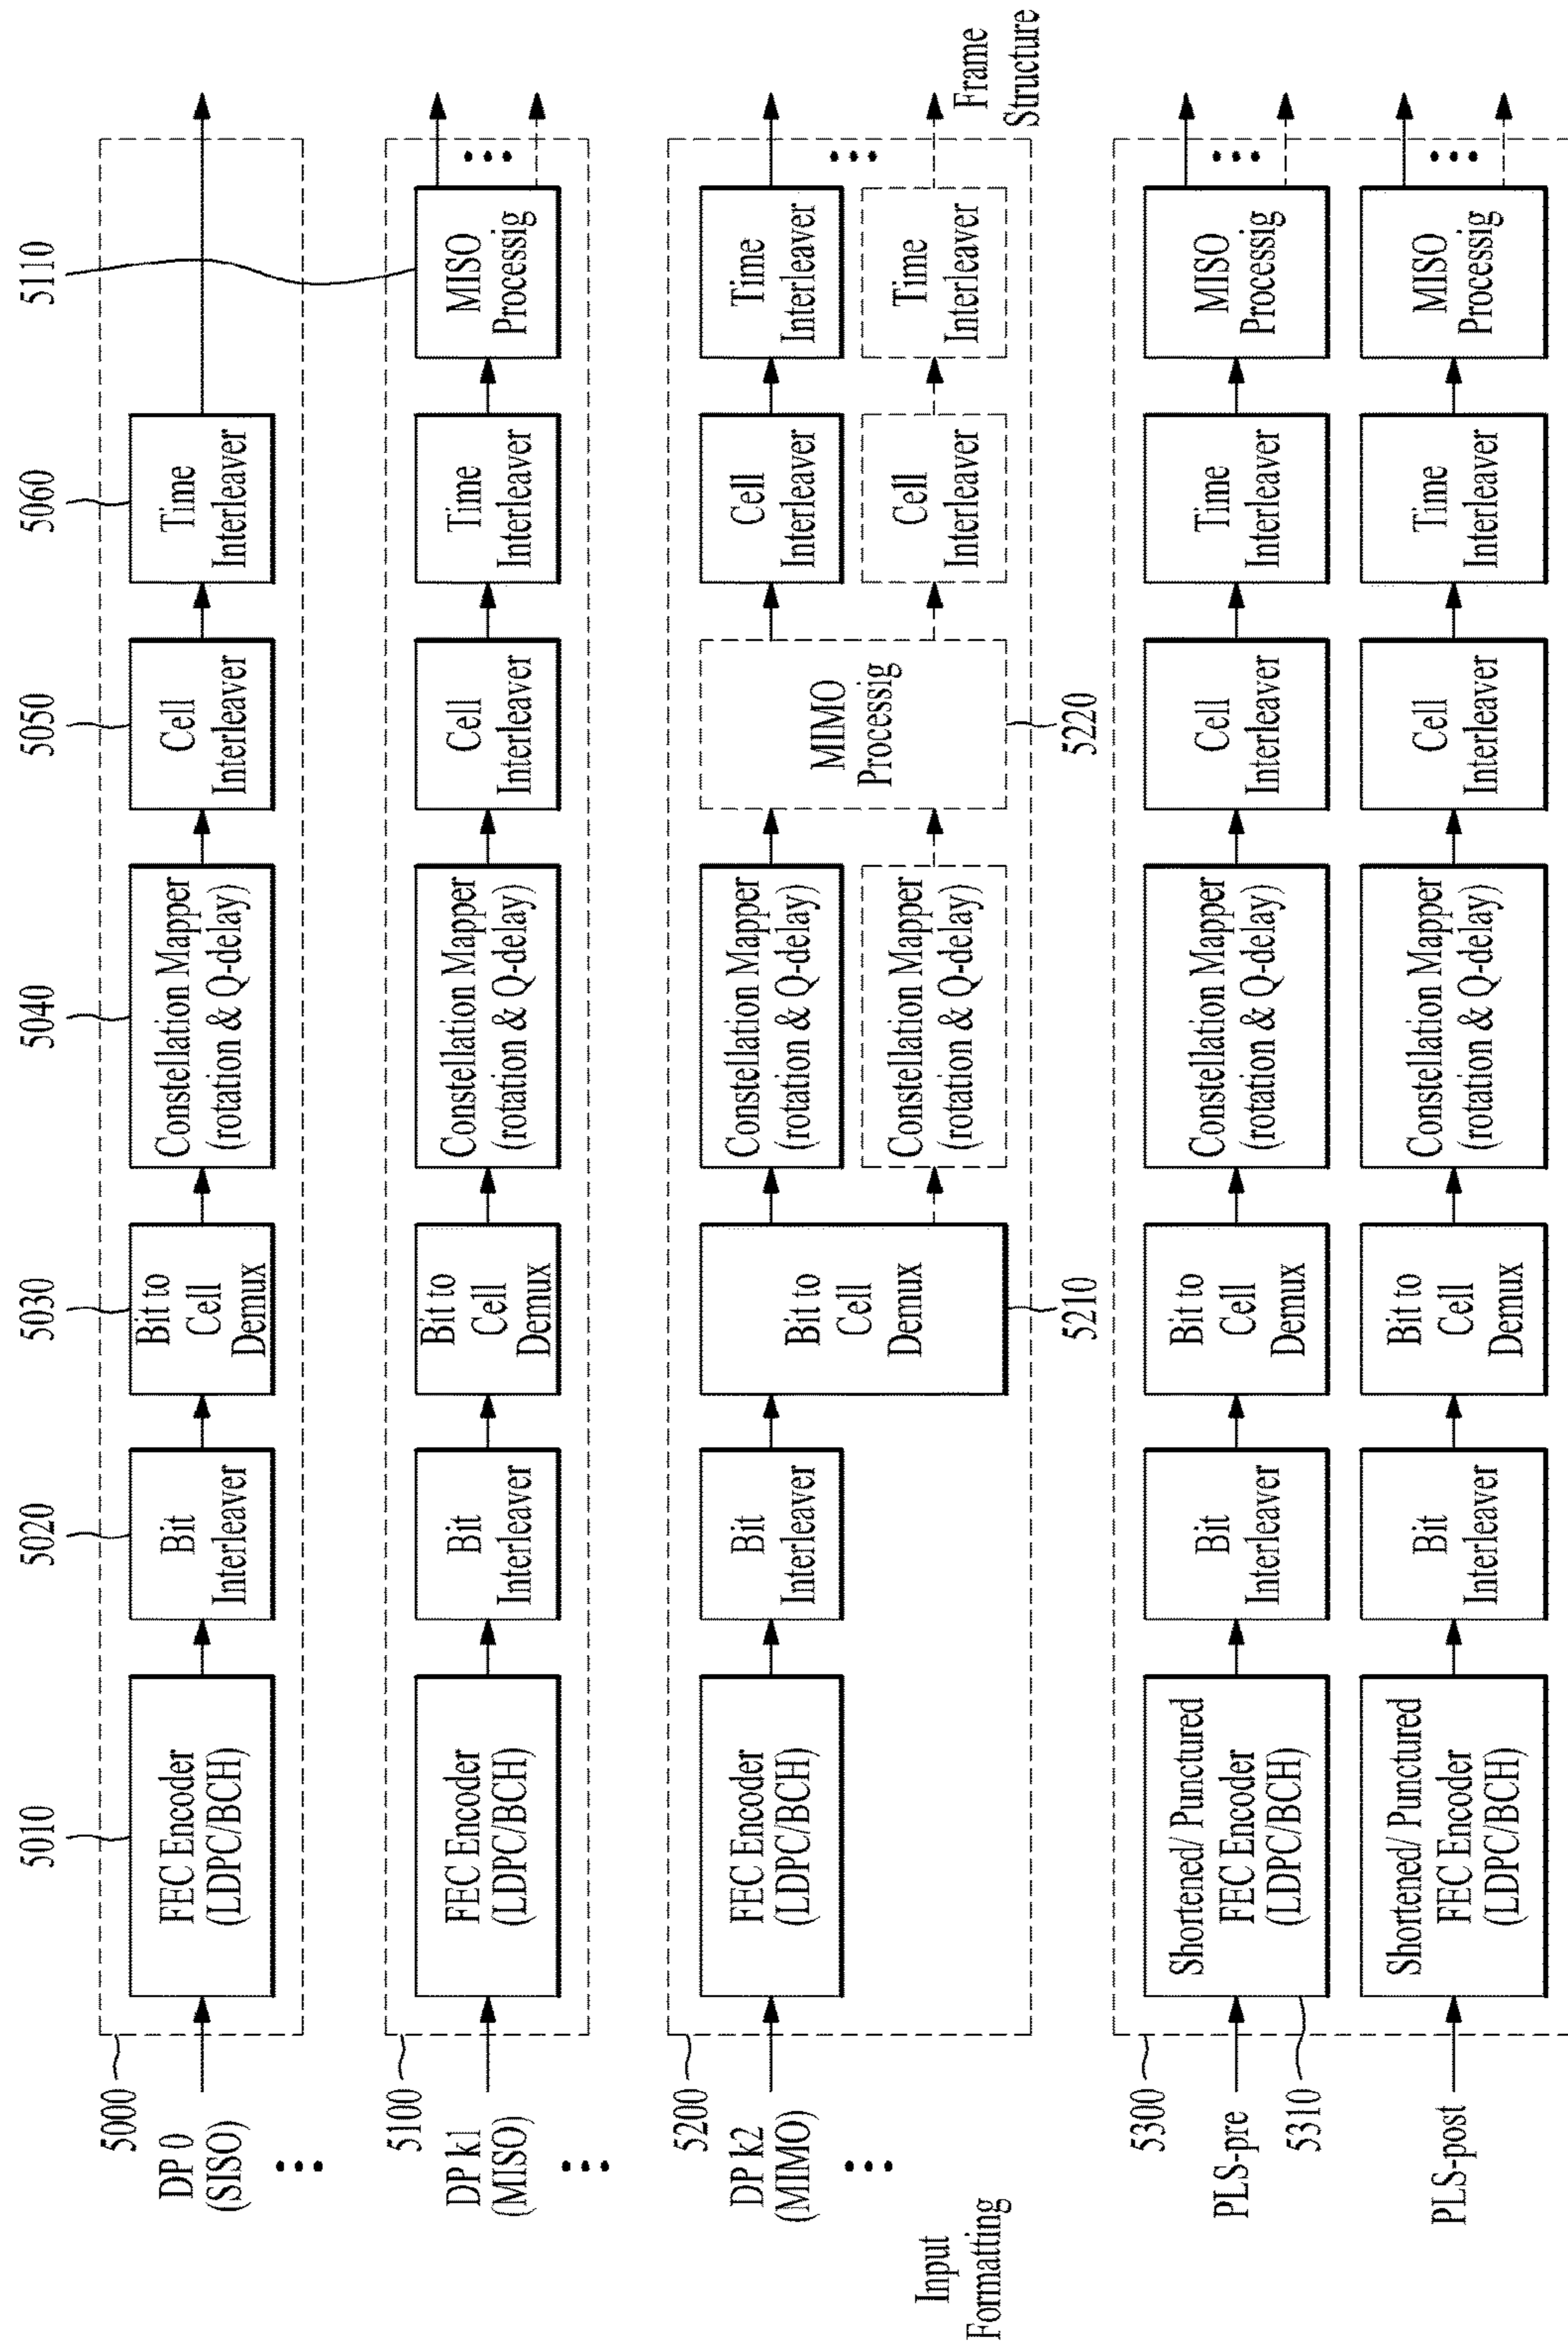 5010
5020
5030
5040
5050
5060
5110
5000
DP 0
(SISO)
FEC Encoder
(LDPC/BCH)
Bit
Interleaver
Bit to
Cell
Demux
Constellation Mapper
(rotation & Q-delay)
Cell
Interleaver
Time
Interleaver
5100
DP k1
(MISO)
FEC Encoder
(LDPC/BCH)
Bit
Interleaver
Bit to
Cell
Demux
Constellation Mapper
(rotation & Q-delay)
Cell
Interleaver
Time
Interleaver
MISO
Processig
5200
DP k2
(MIMO)
FEC Encoder
(LDPC/BCH)
Bit
Interleaver
Bit to
Cell
Demux
Constellation Mapper
(rotation & Q-delay)
Constellation Mapper
(rotation & Q-delay)
MIMO
Processig
Cell
Interleaver
Cell
Interleaver
Time
Interleaver
Time
Interleaver
5210
5220
Input
Formatting
Frame
Structure
5300
PLS-pre
5310
Shortened/ Punctured
FEC Encoder
(LDPC/BCH)
Bit
Interleaver
Bit to
Cell
Demux
Constellation Mapper
(rotation & Q-delay)
Cell
Interleaver
Time
Interleaver
MISO
Processig
PLS-post
Shortened/ Punctured
FEC Encoder
(LDPC/BCH)
Bit
Interleaver
Bit to
Cell
Demux
Constellation Mapper
(rotation & Q-delay)
Cell
Interleaver
Time
Interleaver
MISO
Processig